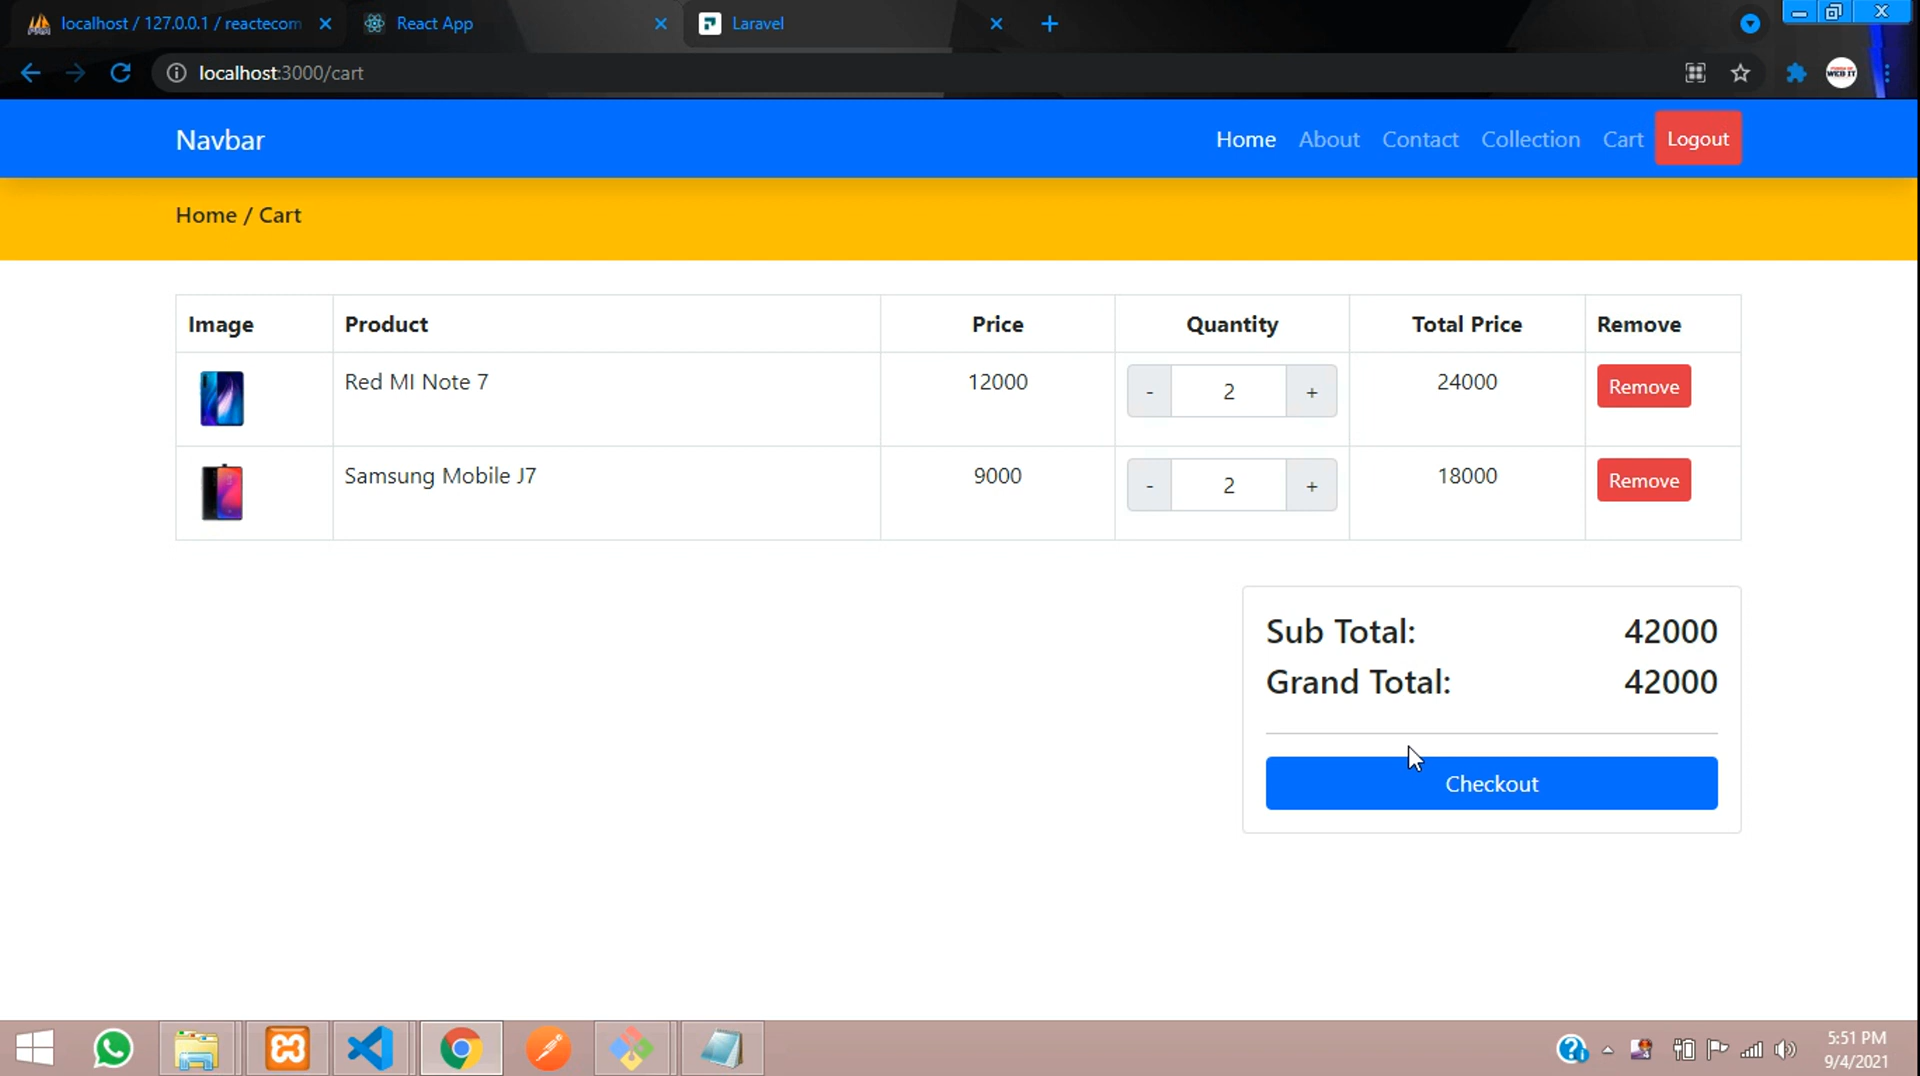 localhost / 127.0.0.1 / reactecom
React App
Laravel
localhost:3000/cart
WEB IT
Navbar
Home
About
Contact
Collection
Cart
Logout
Home / Cart
Image
Product
Price
Quantity
Total Price
Remove
Red MI Note 7
12000
-
2
+
24000
Remove
Samsung Mobile J7
9000
-
2
+
18000
Remove
Sub Total:
42000
Grand Total:
42000
Checkout
5:51 PM
9/4/2021